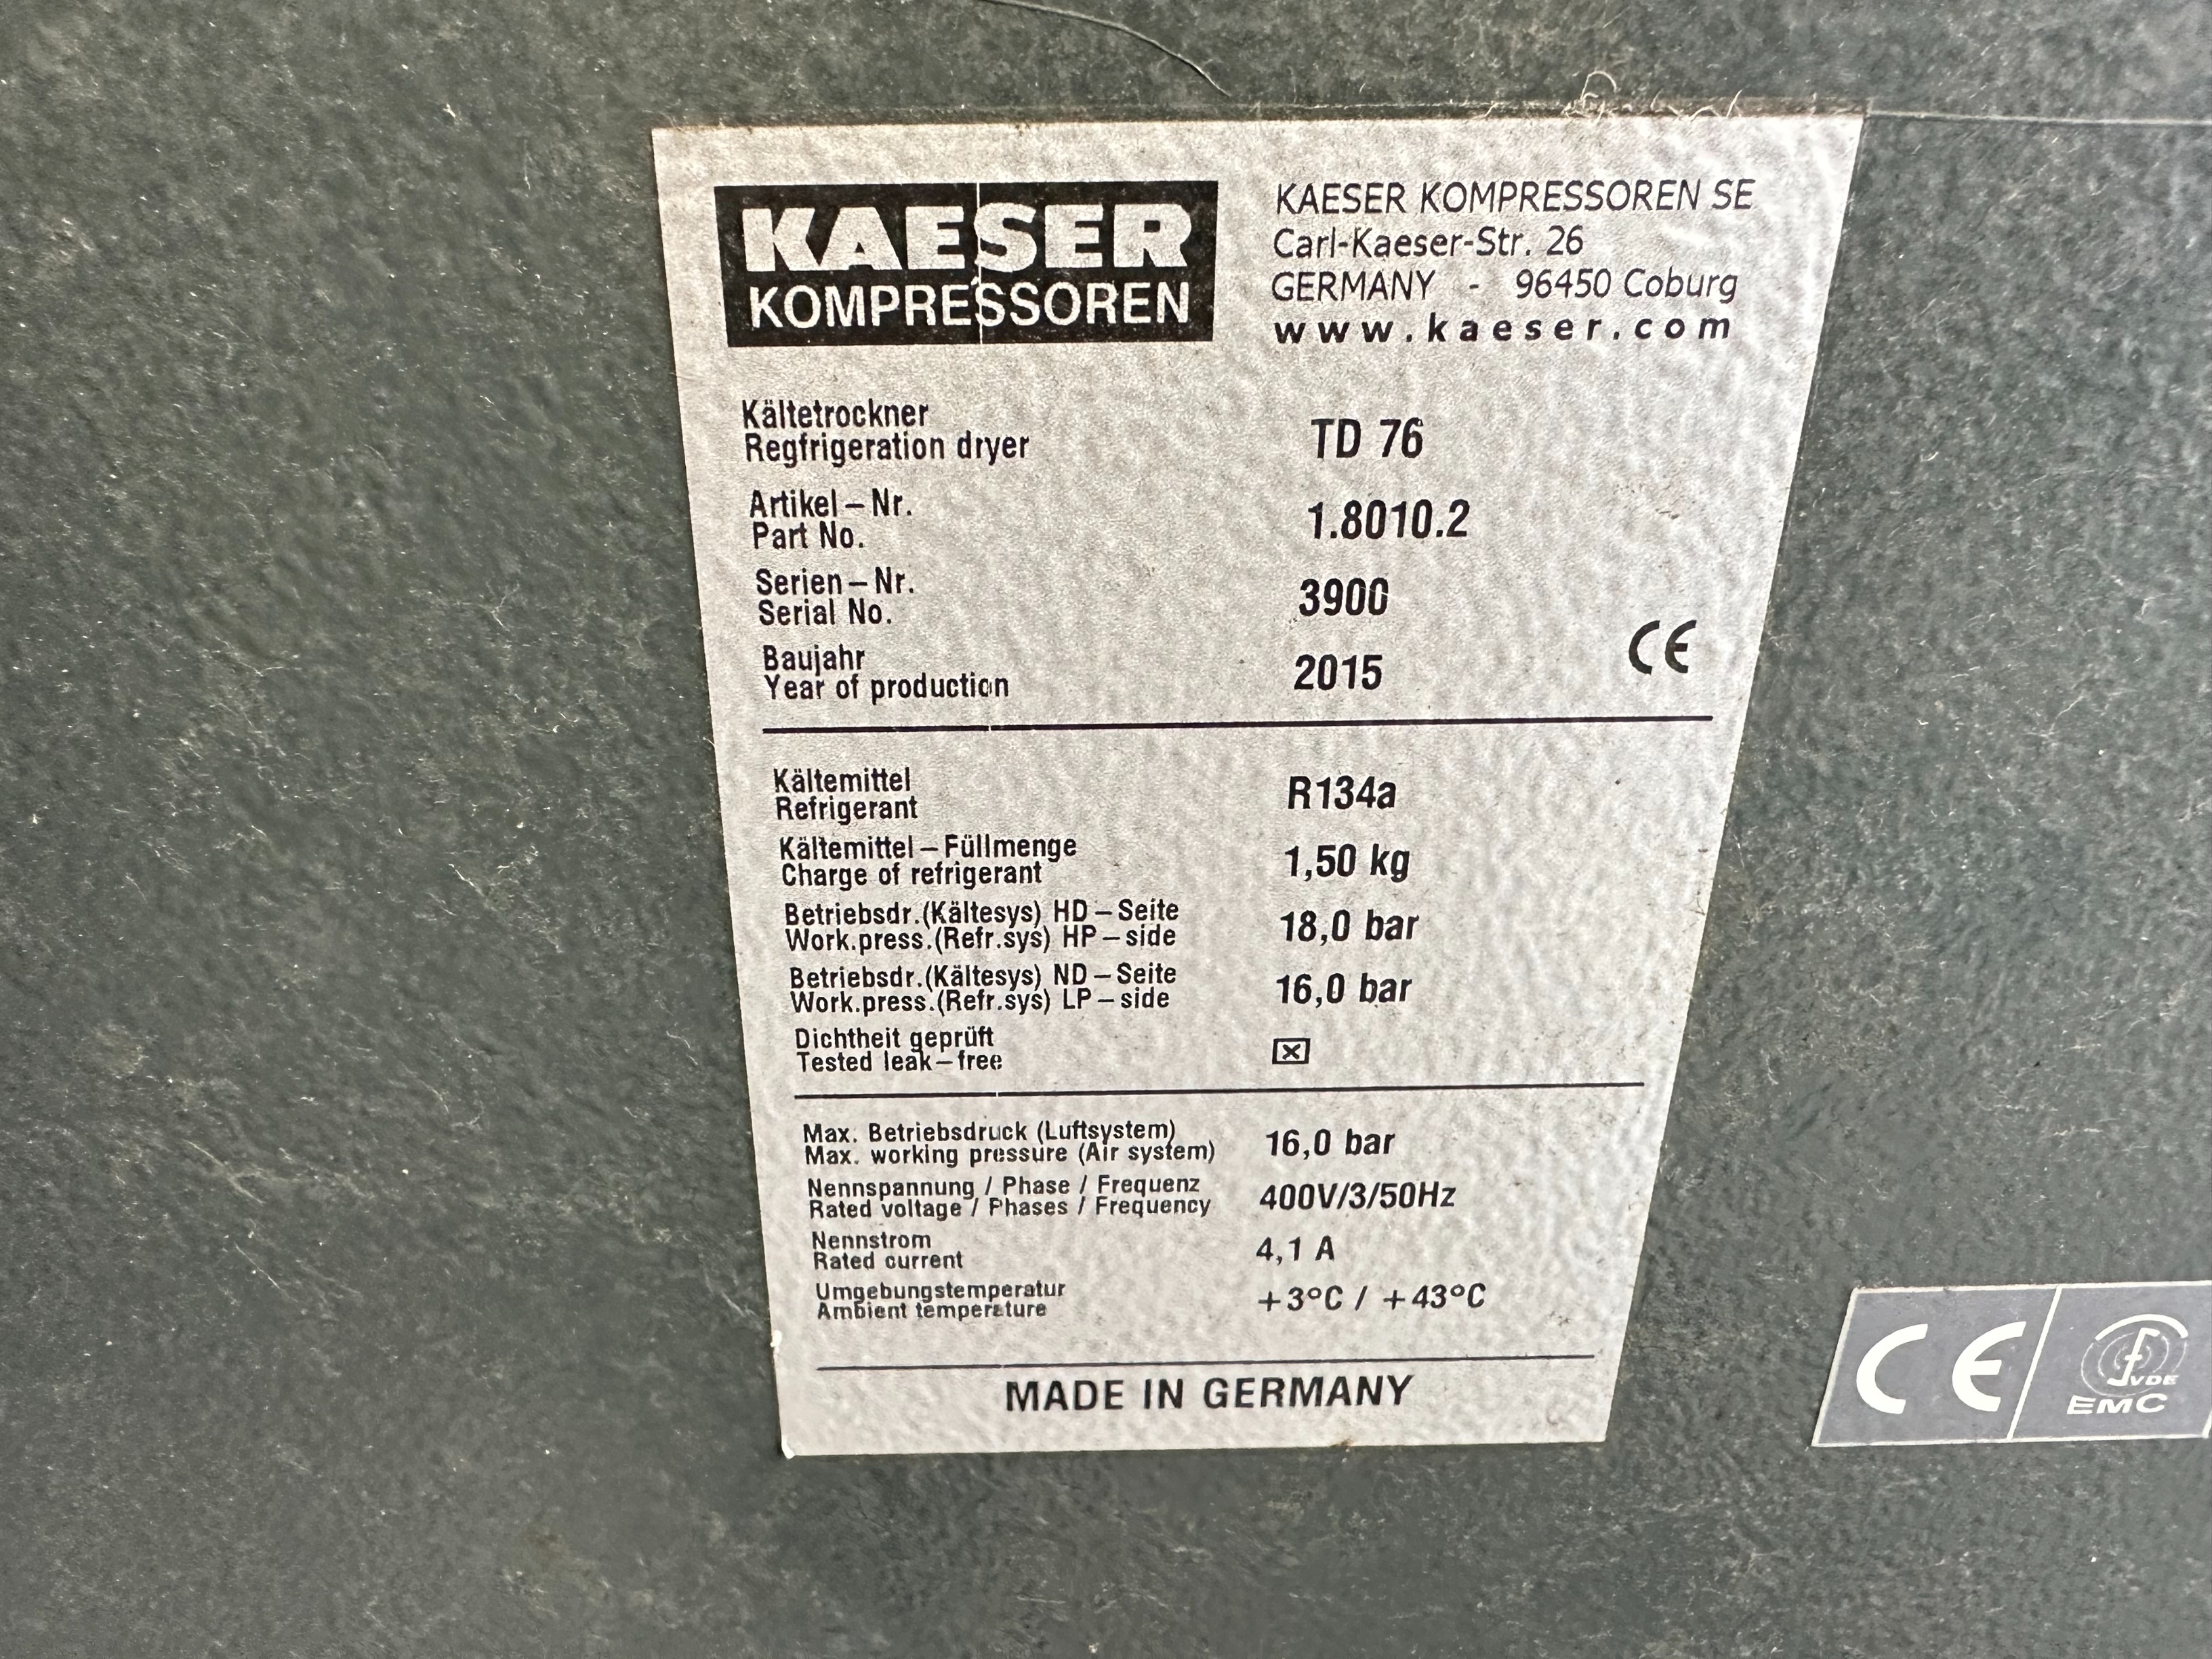 KAESER
KOMPRESSOREN
KAESER KOMPRESSOREN SE
Carl-Kaeser-Str. 26
GERMANY - 96450 Coburg
www.kaeser.com
Kältetrockner
Regfrigeration dryer
TD 76
Artikel-Nr.
Part No.
1.8010.2
Serien-Nr.
Serial No.
3900
Baujahr
Year of production
2015
CE
Kältemittel
Refrigerant
R134a
Kältemittel-Füllmenge
Charge of refrigerant
1,50 kg
Betriebsdr.(Kältesys) HD-Seite
Work.press.(Refr.sys) HP-side
18,0 bar
Betriebsdr.(Kältesys) ND-Seite
Work.press.(Refr.sys) LP-side
16,0 bar
Dichtheit geprüft
Tested leak-free
☒
Max. Betriebsdruck (Luftsystem)
Max. working pressure (Air system)
16,0 bar
Nennspannung / Phase / Frequenz
Rated voltage / Phases / Frequency
400V/3/50Hz
Nennstrom
Rated current
4,1 A
Umgebungstemperatur
Ambient temperature
+3°C / +43°C
MADE IN GERMANY
CE
VDE
EMC